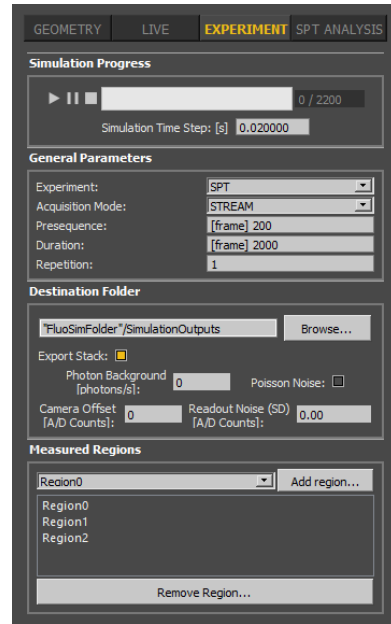 GEOMETRY LIVE EXPERIMENT SPT ANALYSIS
Simulation Progress
0 / 2200
Simulation Time Step: [s] 0.020000
General Parameters
Experiment: SPT
Acquisition Mode: STREAM
Presequence: [frame] 200
Duration: [frame] 2000
Repetition: 1
Destination Folder
"FluoSimFolder"/SimulationOutputs Browse...
Export Stack:
Photon Background [photons/s]: 0 Poisson Noise:
Camera Offset [A/D Counts]: 0 Readout Noise (SD) [A/D Counts]: 0.00
Measured Regions
Region0 Add region...
Region0
Region1
Region2
Remove Region...